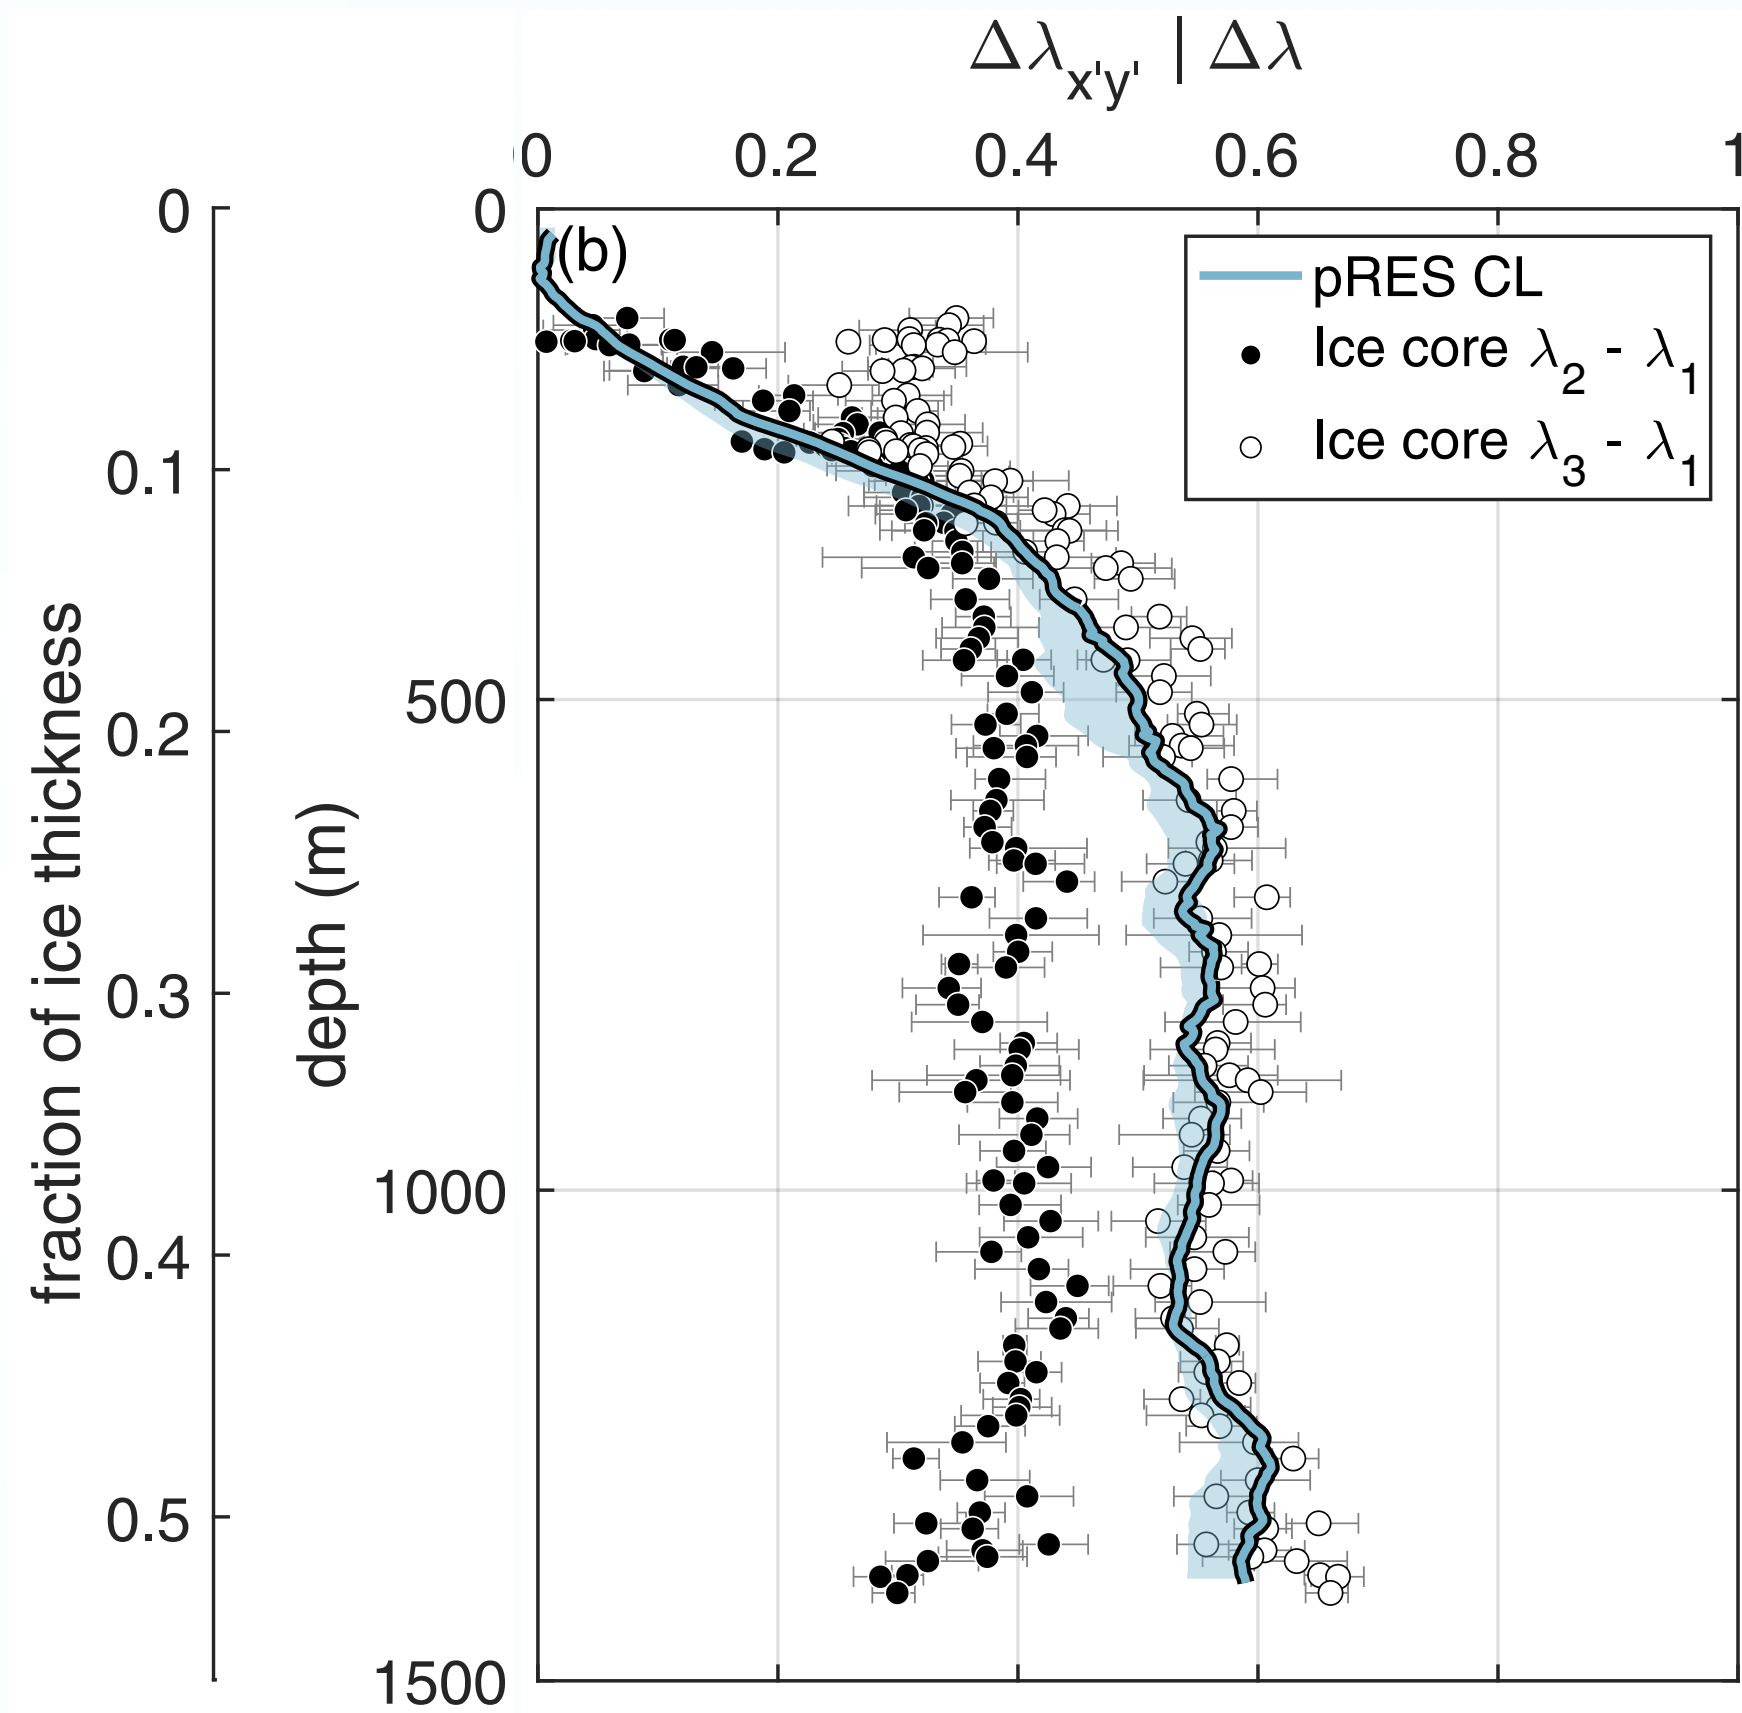 Δλx'y' | Δλ
0 0.2 0.4 0.6 0.8 1
0 0.1 0.2 0.3 0.4 0.5
fraction of ice thickness
0 500 1000 1500
depth (m)
(b)
pRES CL
Ice core λ2 - λ1
Ice core λ3 - λ1